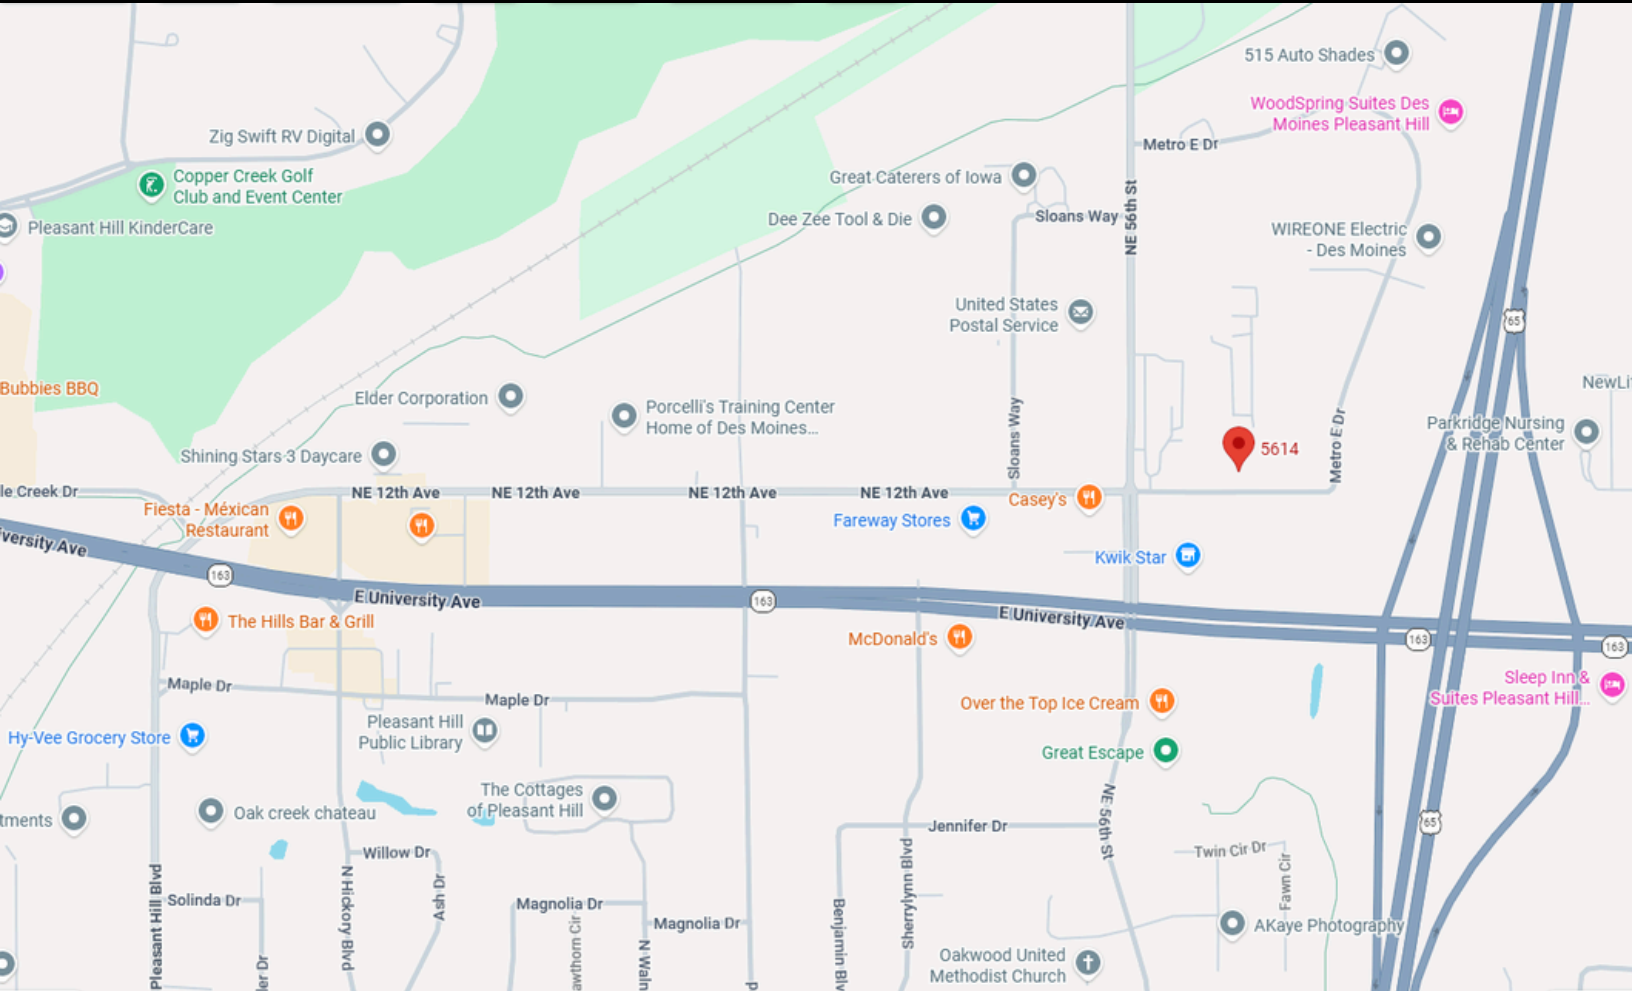 515 Auto Shades
WoodSpring Suites Des
Moines Pleasant Hill
Zig Swift RV Digital
Metro E Dr
Copper Creek Golf
Club and Event Center
Great Caterers of Iowa
Pleasant Hill KinderCare
Dee Zee Tool & Die
Sloans Way
NE 56th St
WIREONE Electric
- Des Moines
United States
Postal Service
65
Bubbies BBQ
Elder Corporation
NewLi
Porcelli's Training Center
Home of Des Moines...
Sloans Way
Metro E Dr
Parkridge Nursing
& Rehab Center
5614
Shining Stars 3 Daycare
le Creek Dr
NE 12th Ave
NE 12th Ave
NE 12th Ave
NE 12th Ave
Casey's
Fiesta - Méxican
Restaurant
Fareway Stores
iversity Ave
Kwik Star
163
E University Ave
163
E University Ave
The Hills Bar & Grill
McDonald's
163
163
Sleep Inn &
Suites Pleasant Hill...
Maple Dr
Maple Dr
Over the Top Ice Cream
Pleasant Hill
Public Library
Hy-Vee Grocery Store
Great Escape
The Cottages
of Pleasant Hill
Oak creek chateau
tments
Jennifer Dr
NE 56th St
65
Willow Dr
Twin Cir Dr
Fawn Cir
Pleasant Hill Blvd
N Hickory Blvd
Ash Dr
Sherrylynn Blvd
Solinda Dr
Magnolia Dr
Magnolia Dr
Benjamin Blv
AKaye Photography
awthorn Cir
N Waln
Oakwood United
Methodist Church
ler Dr
P